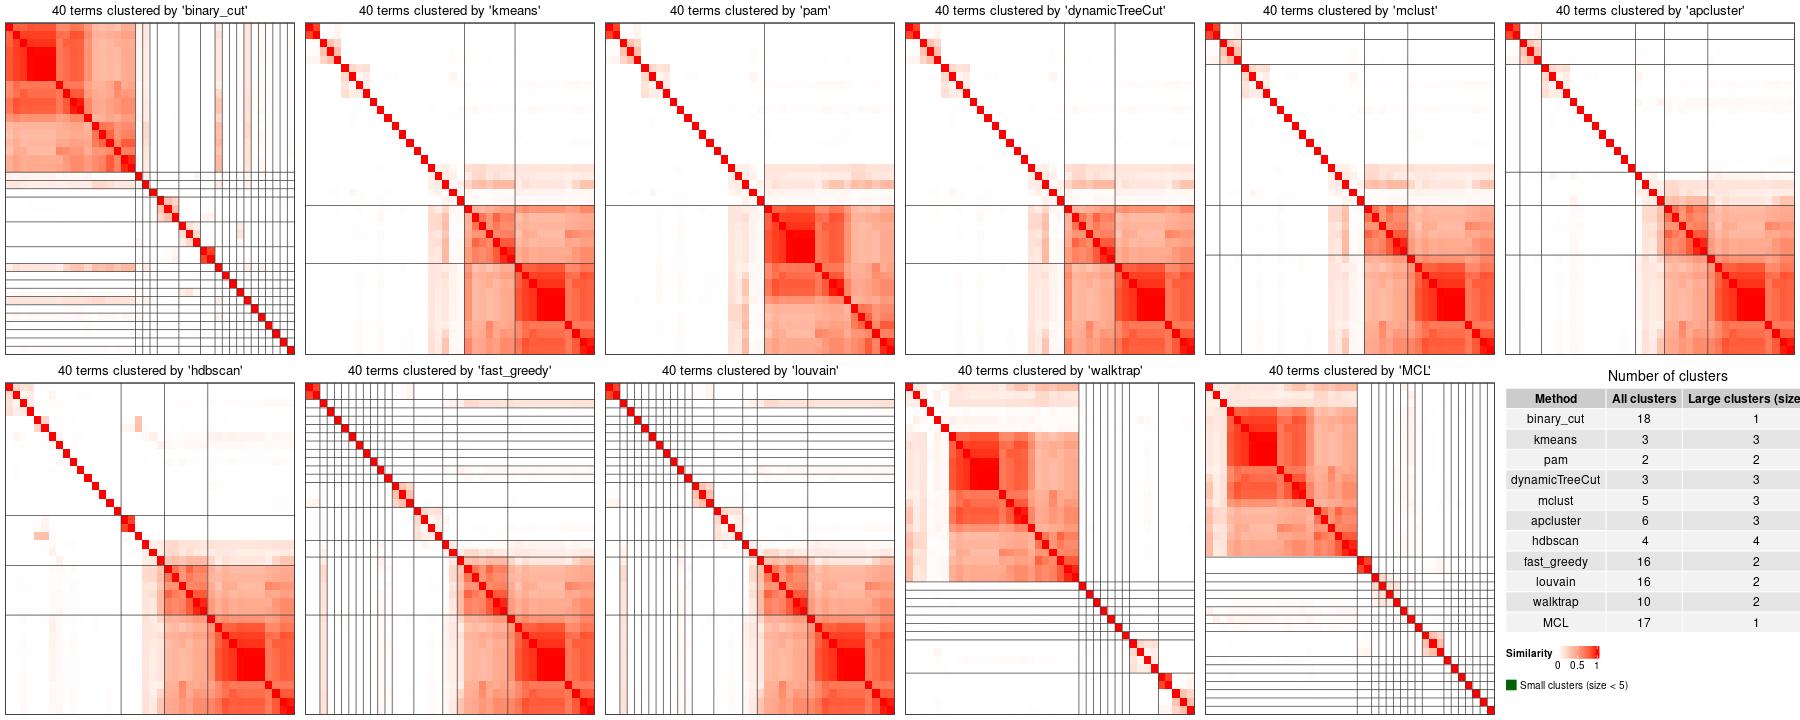 40 terms clustered by 'binary_cut'
40 terms clustered by 'kmeans'
40 terms clustered by 'pam'
40 terms clustered by 'dynamicTreeCut'
40 terms clustered by 'mclust'
40 terms clustered by 'apcluster'
40 terms clustered by 'hdbscan'
40 terms clustered by 'fast_greedy'
40 terms clustered by 'louvain'
40 terms clustered by 'walktrap'
40 terms clustered by 'MCL'
Number of clusters
Method All clusters Large clusters (size
binary_cut 18 1
kmeans 3 3
pam 2 2
dynamicTreeCut 3 3
mclust 5 3
apcluster 6 3
hdbscan 4 4
fast_greedy 16 2
louvain 16 2
walktrap 10 2
MCL 17 1
Similarity
0 0.5 1
Small clusters (size < 5)